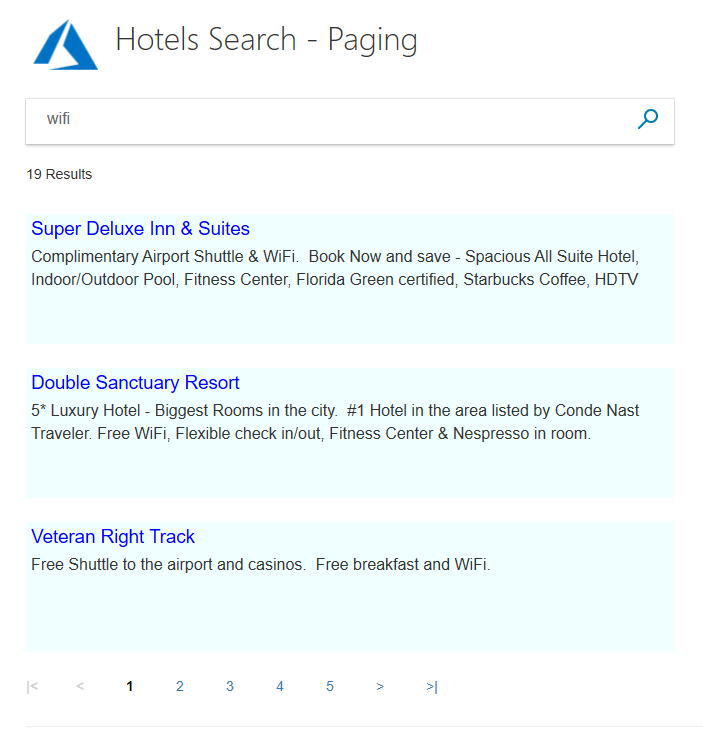 Hotels Search - Paging
wifi
19 Results
Super Deluxe Inn & Suites
Complimentary Airport Shuttle & WiFi.  Book Now and save - Spacious All Suite Hotel,
Indoor/Outdoor Pool, Fitness Center, Florida Green certified, Starbucks Coffee, HDTV
Double Sanctuary Resort
5* Luxury Hotel - Biggest Rooms in the city.  #1 Hotel in the area listed by Conde Nast
Traveler. Free WiFi, Flexible check in/out, Fitness Center & Nespresso in room.
Veteran Right Track
Free Shuttle to the airport and casinos.  Free breakfast and WiFi.
|< < 1 2 3 4 5 > >|